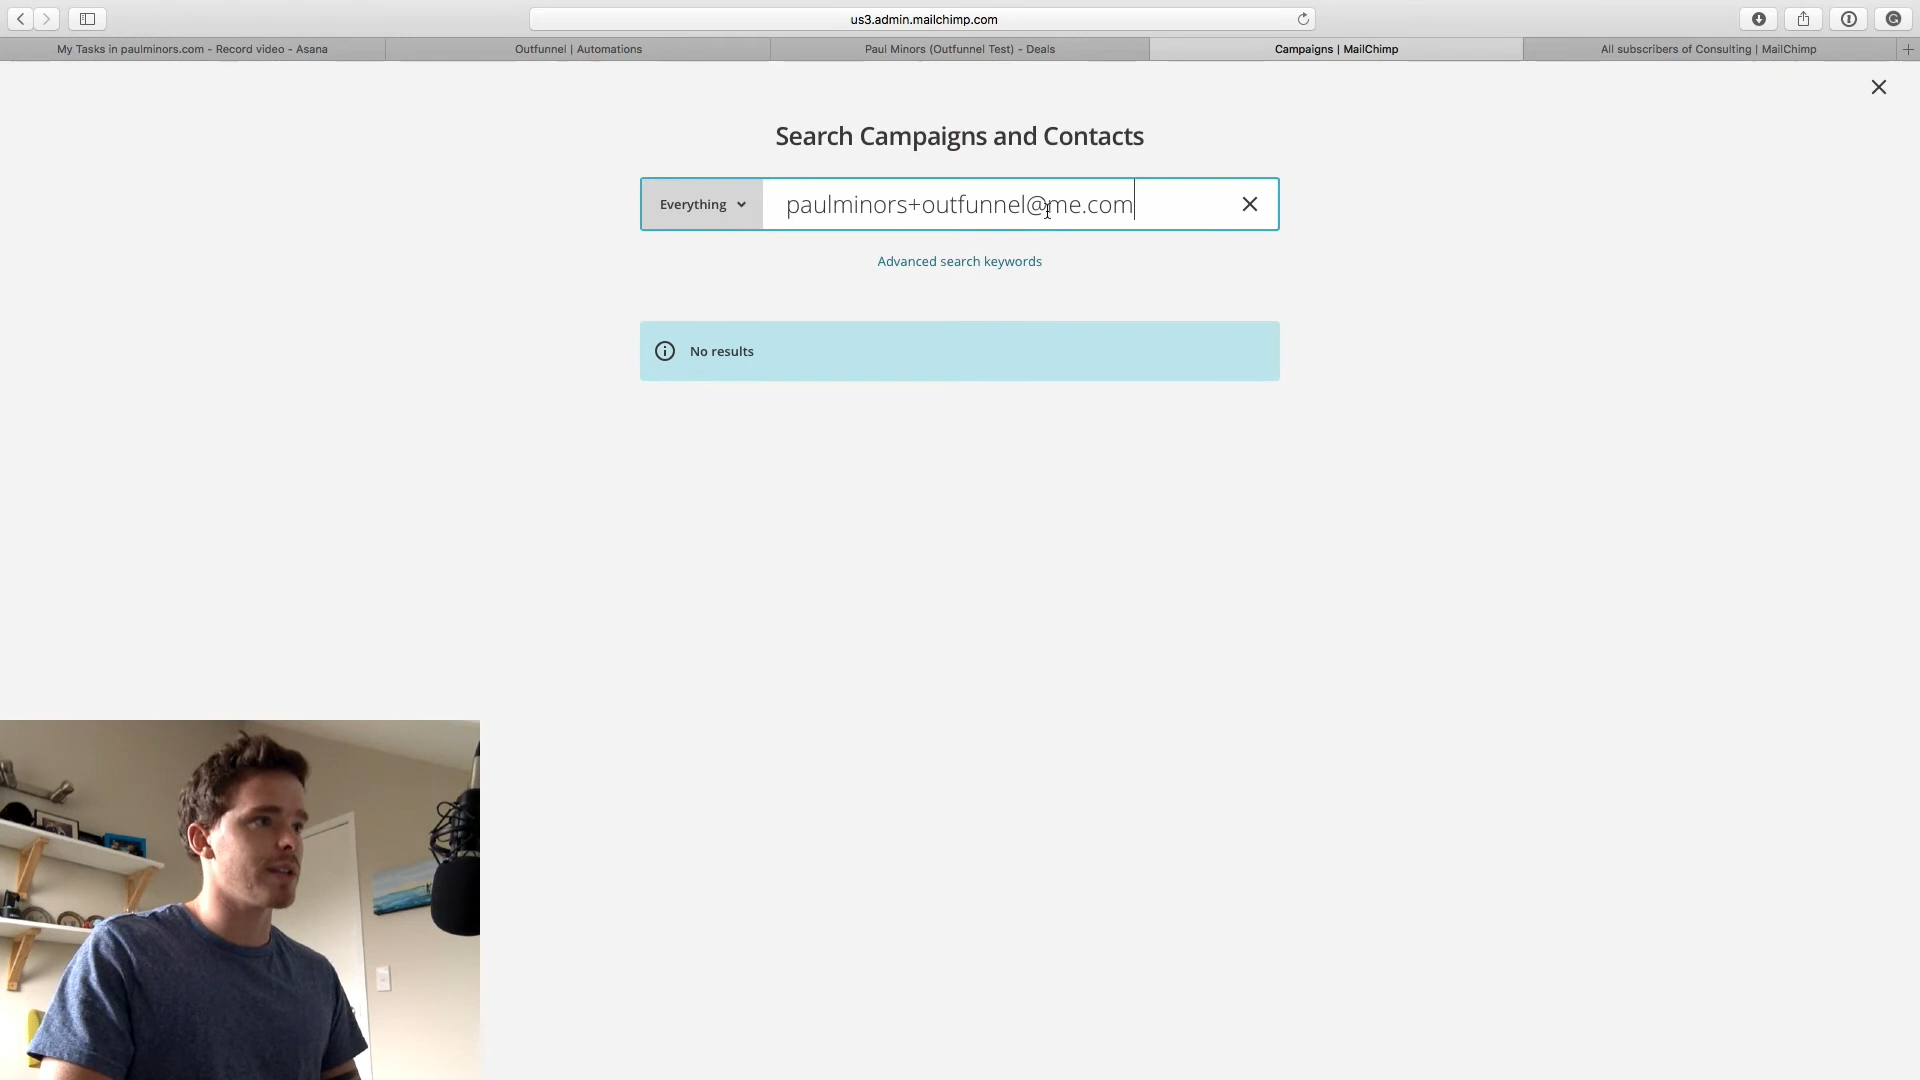 us3.admin.mailchimp.com
My Tasks in paulminors.com - Record video - Asana
Outfunnel | Automations
Paul Minors (Outfunnel Test) - Deals
Campaigns | MailChimp
All subscribers of Consulting | MailChimp
Search Campaigns and Contacts
Everything
paulminors+outfunnel@me.com
Advanced search keywords
No results